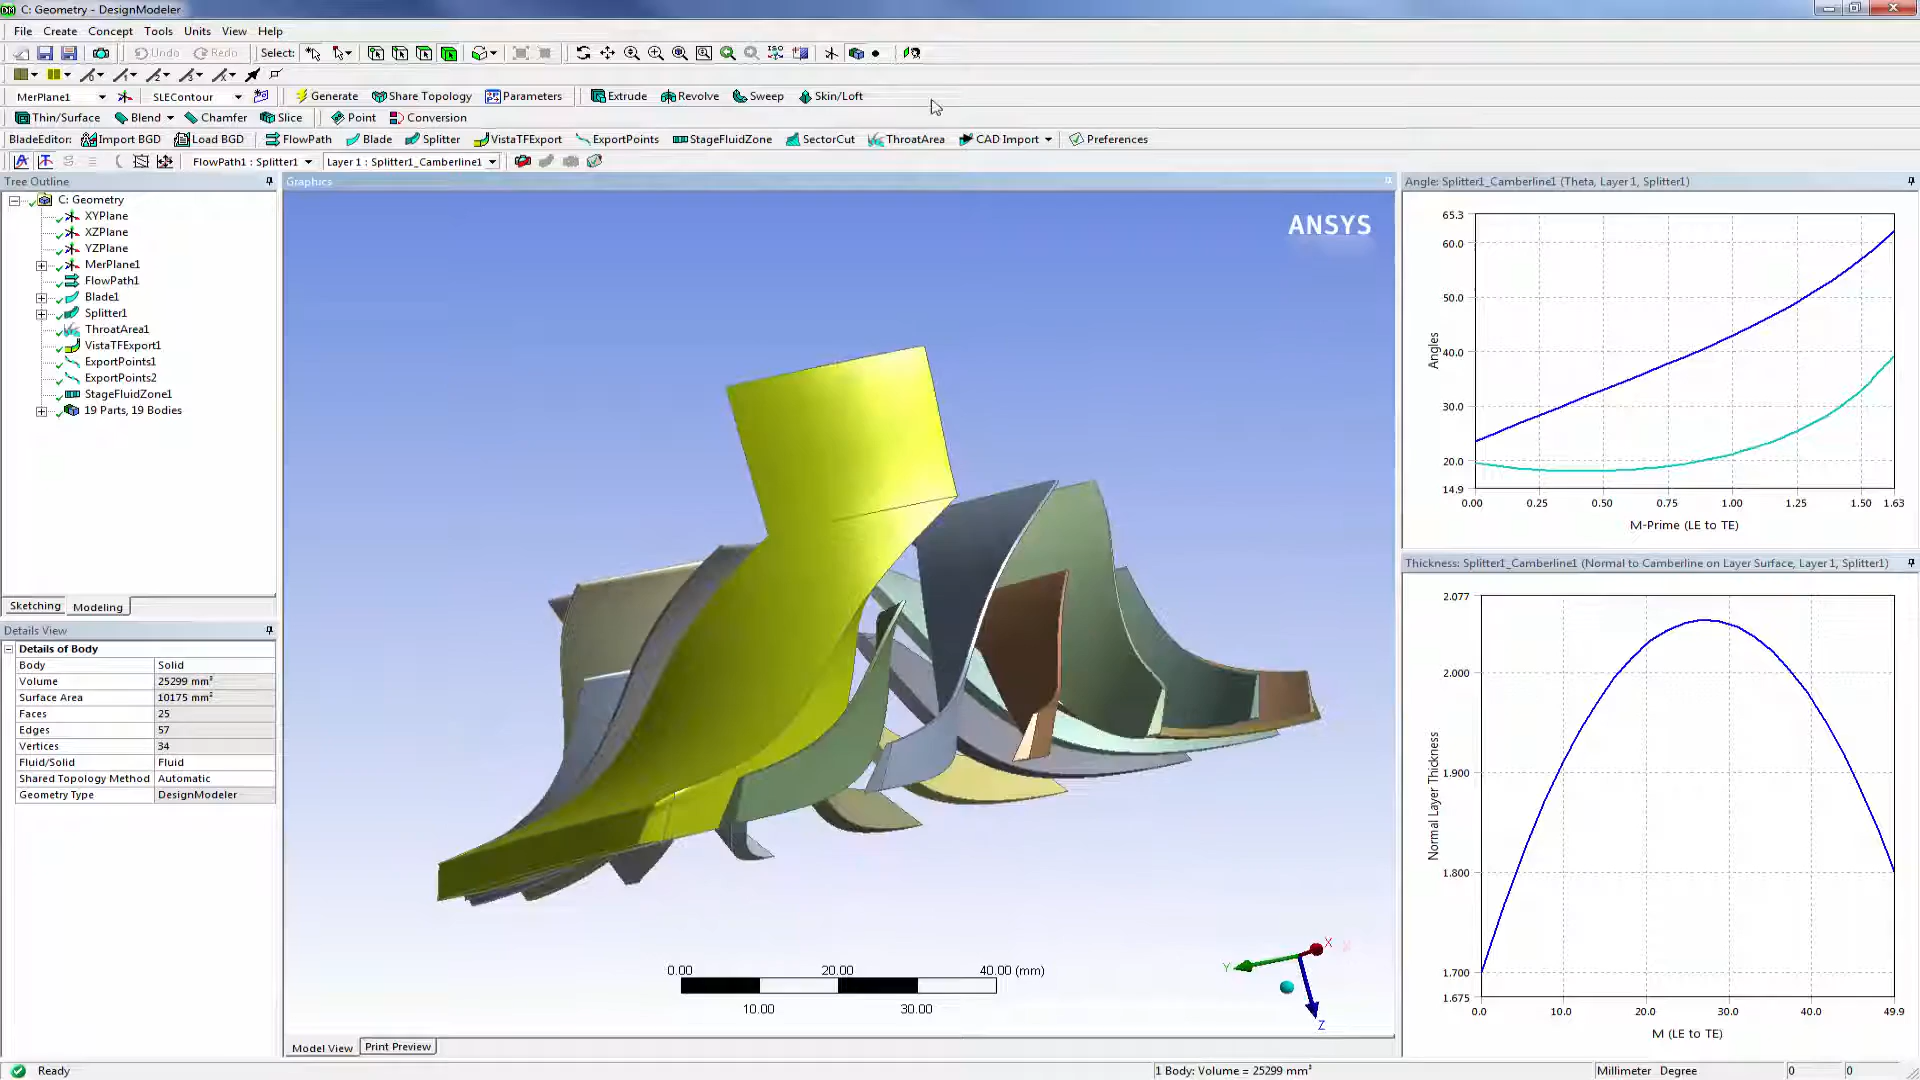 C: Geometry - DesignModeler
File Create Concept Tools Units View Help
Undo Redo Select: ISO
MerPlane1 SLEContour Generate Share Topology Parameters Extrude Revolve Sweep Skin/Loft
Thin/Surface Blend Chamfer Slice Point Conversion
BladeEditor: Import BGD Load BGD FlowPath Blade Splitter VistaTFExport ExportPoints StageFluidZone SectorCut ThroatArea CAD Import Preferences
FlowPath1 : Splitter1 Layer 1 : Splitter1_Camberline1
Tree Outline
C: Geometry
XYPlane
XZPlane
YZPlane
MerPlane1
FlowPath1
Blade1
Splitter1
ThroatArea1
VistaTFExport1
ExportPoints1
ExportPoints2
StageFluidZone1
19 Parts, 19 Bodies
Sketching Modeling
Details View
Details of Body
Body Solid
Volume 25299 mm³
Surface Area 10175 mm²
Faces 25
Edges 57
Vertices 34
Fluid/Solid Fluid
Shared Topology Method Automatic
Geometry Type DesignModeler
Graphics
ANSYS
0.00 20.00 40.00 (mm)
10.00 30.00
X
Y
Z
Model View Print Preview
Angle: Splitter1_Camberline1 (Theta, Layer 1, Splitter1)
65.3
60.0
50.0
40.0
30.0
20.0
14.9
Angles
0.00 0.25 0.50 0.75 1.00 1.25 1.50 1.63
M-Prime (LE to TE)
Thickness: Splitter1_Camberline1 (Normal to Camberline on Layer Surface, Layer 1, Splitter1)
2.077
2.000
1.900
1.800
1.700
1.675
Normal Layer Thickness
0.0 10.0 20.0 30.0 40.0 49.9
M (LE to TE)
Ready 1 Body: Volume = 25299 mm³ Millimeter Degree 0 0